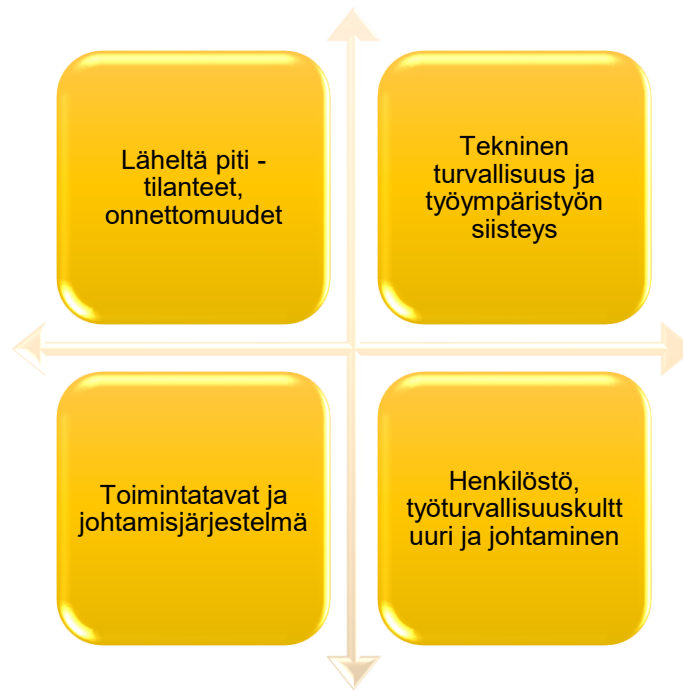 Läheltä piti -
tilanteet,
onnettomuudet
Tekninen
turvallisuus ja
työympäristyön
siisteys
Toimintatavat ja
johtamisjärjestelmä
Henkilöstö,
työturvallisuuskultt
uuri ja johtaminen